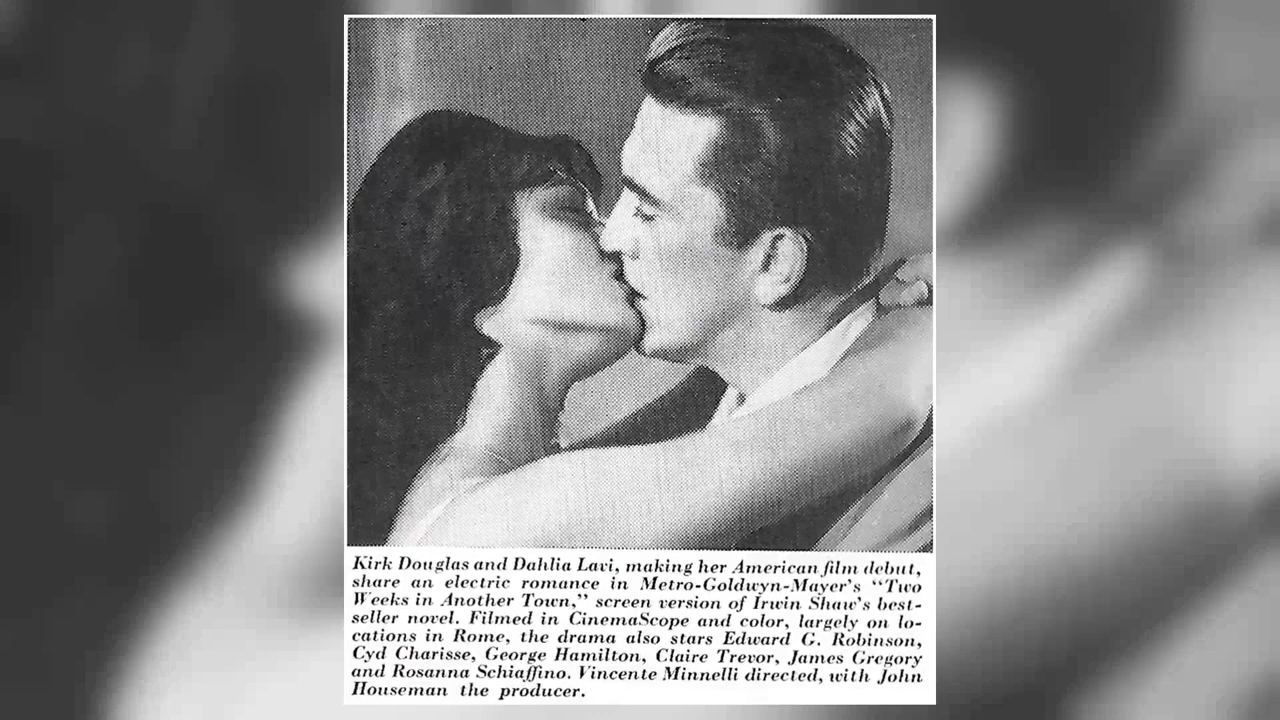 Kirk Douglas and Dahlia Lavi, making her American film debut,
share an electric romance in Metro-Goldwyn-Mayer's "Two
Weeks in Another Town," screen version of Irwin Shaw's best-
seller novel. Filmed in CinemaScope and color, largely on lo-
cations in Rome, the drama also stars Edward G. Robinson,
Cyd Charisse, George Hamilton, Claire Trevor, James Gregory
and Rosanna Schiaffino. Vincente Minnelli directed, with John
Houseman the producer.